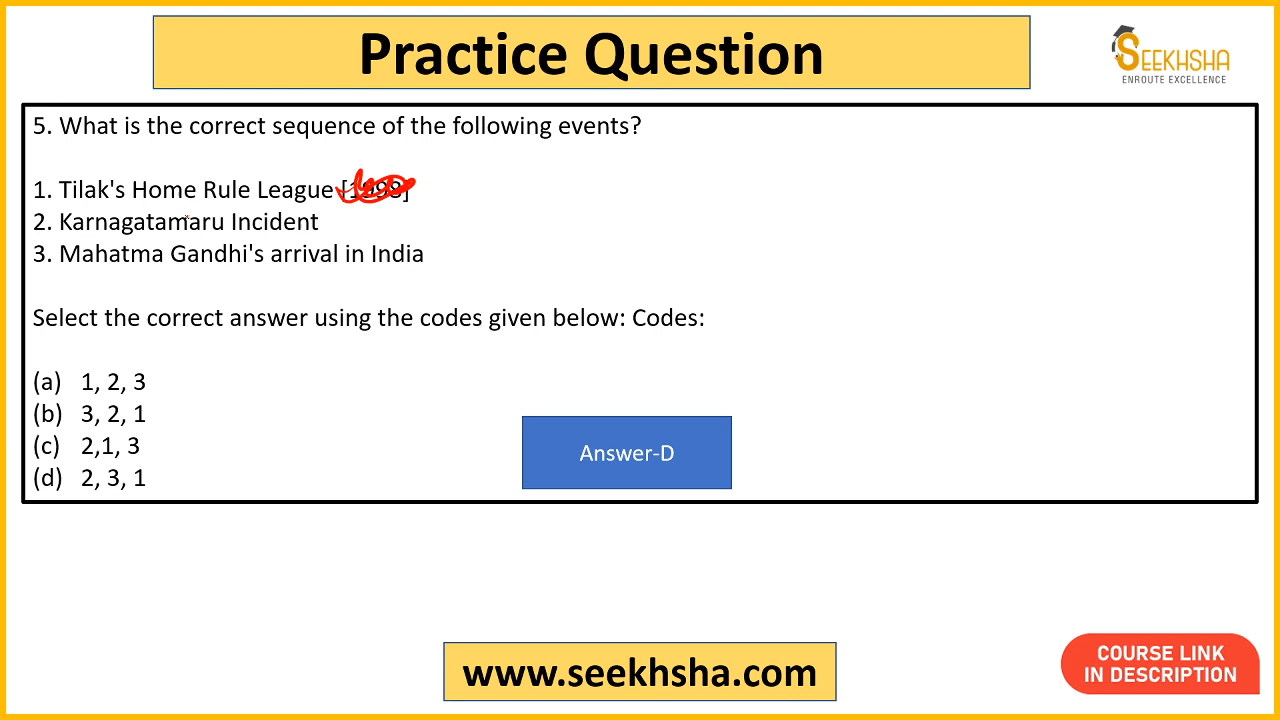 Practice Question
SEEKHSHA
ENROUTE EXCELLENCE
5. What is the correct sequence of the following events?
1. Tilak's Home Rule League [1998]
2. Karnagatamaru Incident
3. Mahatma Gandhi's arrival in India
Select the correct answer using the codes given below: Codes:
(a) 1, 2, 3
(b) 3, 2, 1
(c) 2,1, 3
(d) 2, 3, 1
Answer-D
www.seekhsha.com
COURSE LINK
IN DESCRIPTION